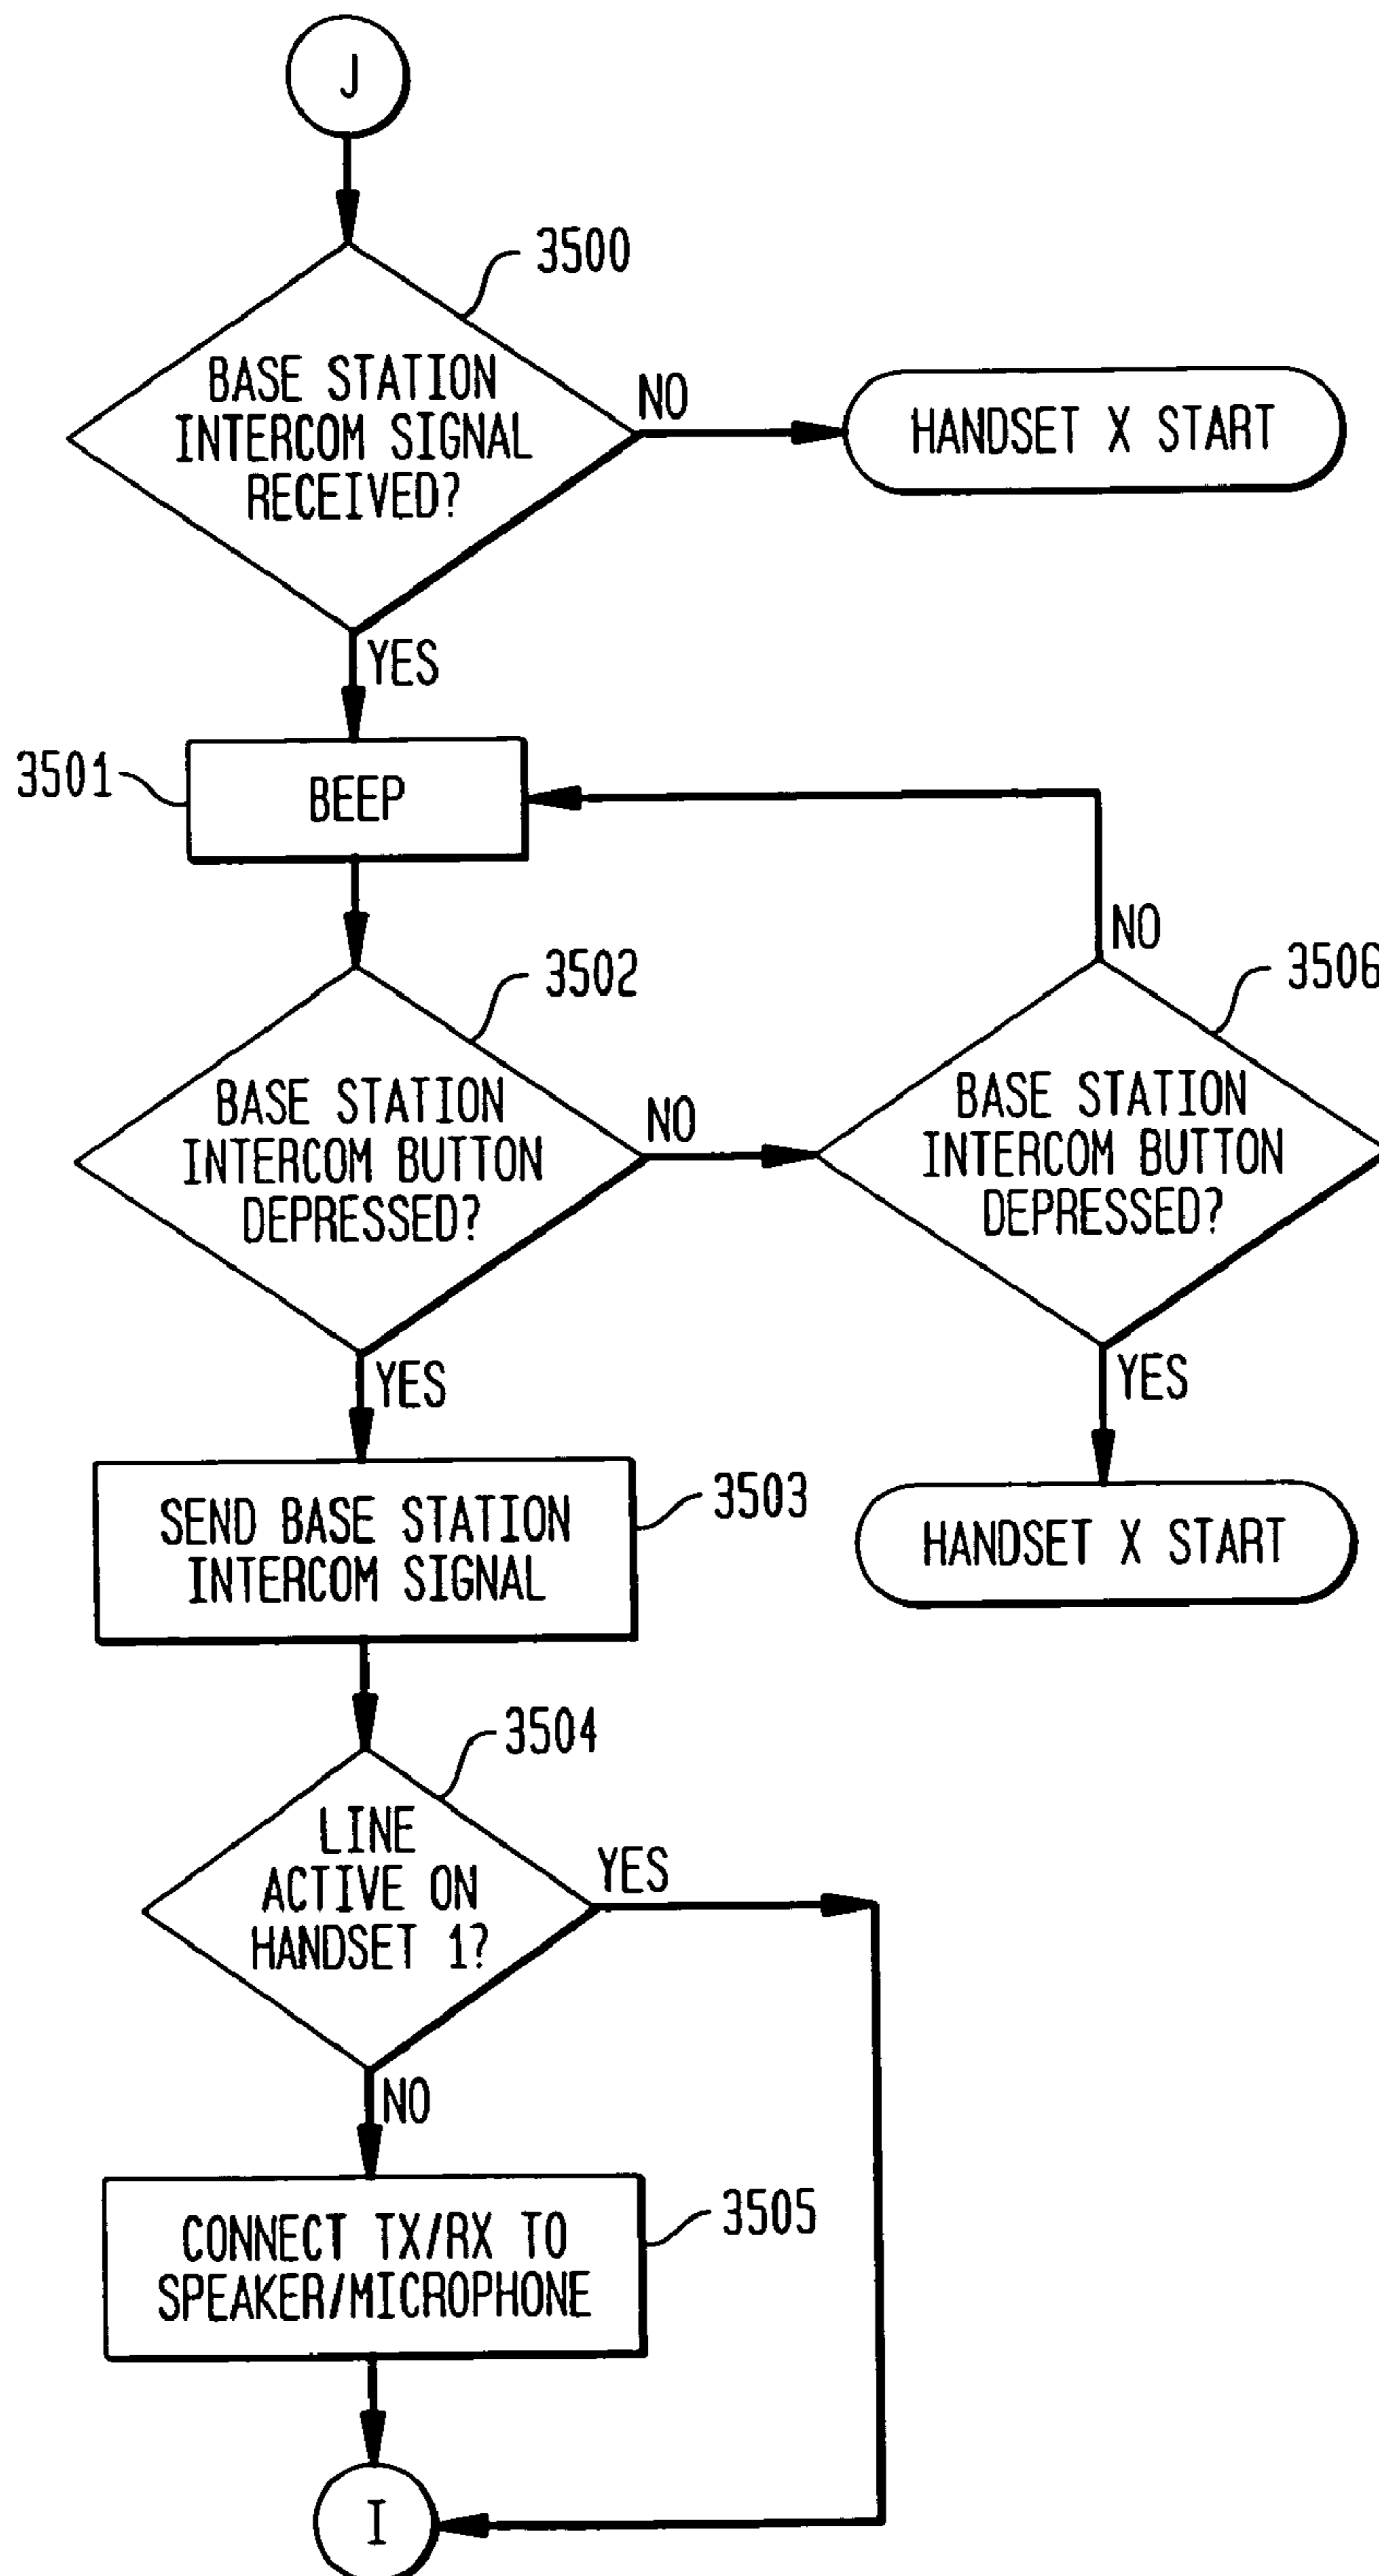 J
3500
BASE STATION
INTERCOM SIGNAL
RECEIVED?
NO
HANDSET X START
YES
3501
BEEP
NO
3502
3506
BASE STATION
INTERCOM BUTTON
DEPRESSED?
NO
BASE STATION
INTERCOM BUTTON
DEPRESSED?
YES
YES
SEND BASE STATION
INTERCOM SIGNAL
3503
HANDSET X START
3504
LINE
ACTIVE ON
HANDSET 1?
YES
NO
CONNECT TX/RX TO
SPEAKER/MICROPHONE
3505
I